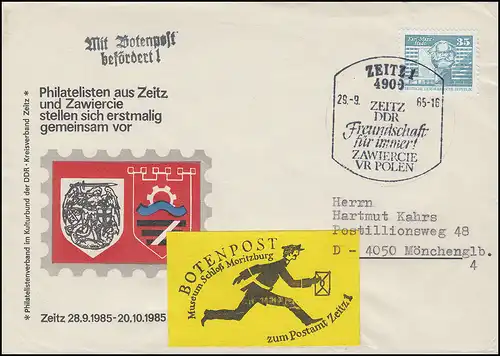 Mit Botenpost
befördert!
Philatelisten aus Zeitz
und Zawiercie
stellen sich erstmalig
gemeinsam vor
* Philatelistenverband im Kulturbund der DDR · Kreisverband Zeitz *
Zeitz 28.9.1985-20.10.1985
35
ZEITZ 1
4900
29.-9. 85-16
ZEITZ
DDR
Freundschaft
für immer!
ZAWIERCIE
VR POLEN
Herrn
Hartmut Kahrs
Postillionsweg 48
D - 4050 Mönchenglb.
4
BOTENPOST
Museum Schloß Moritzburg
zum Postamt Zeitz 1